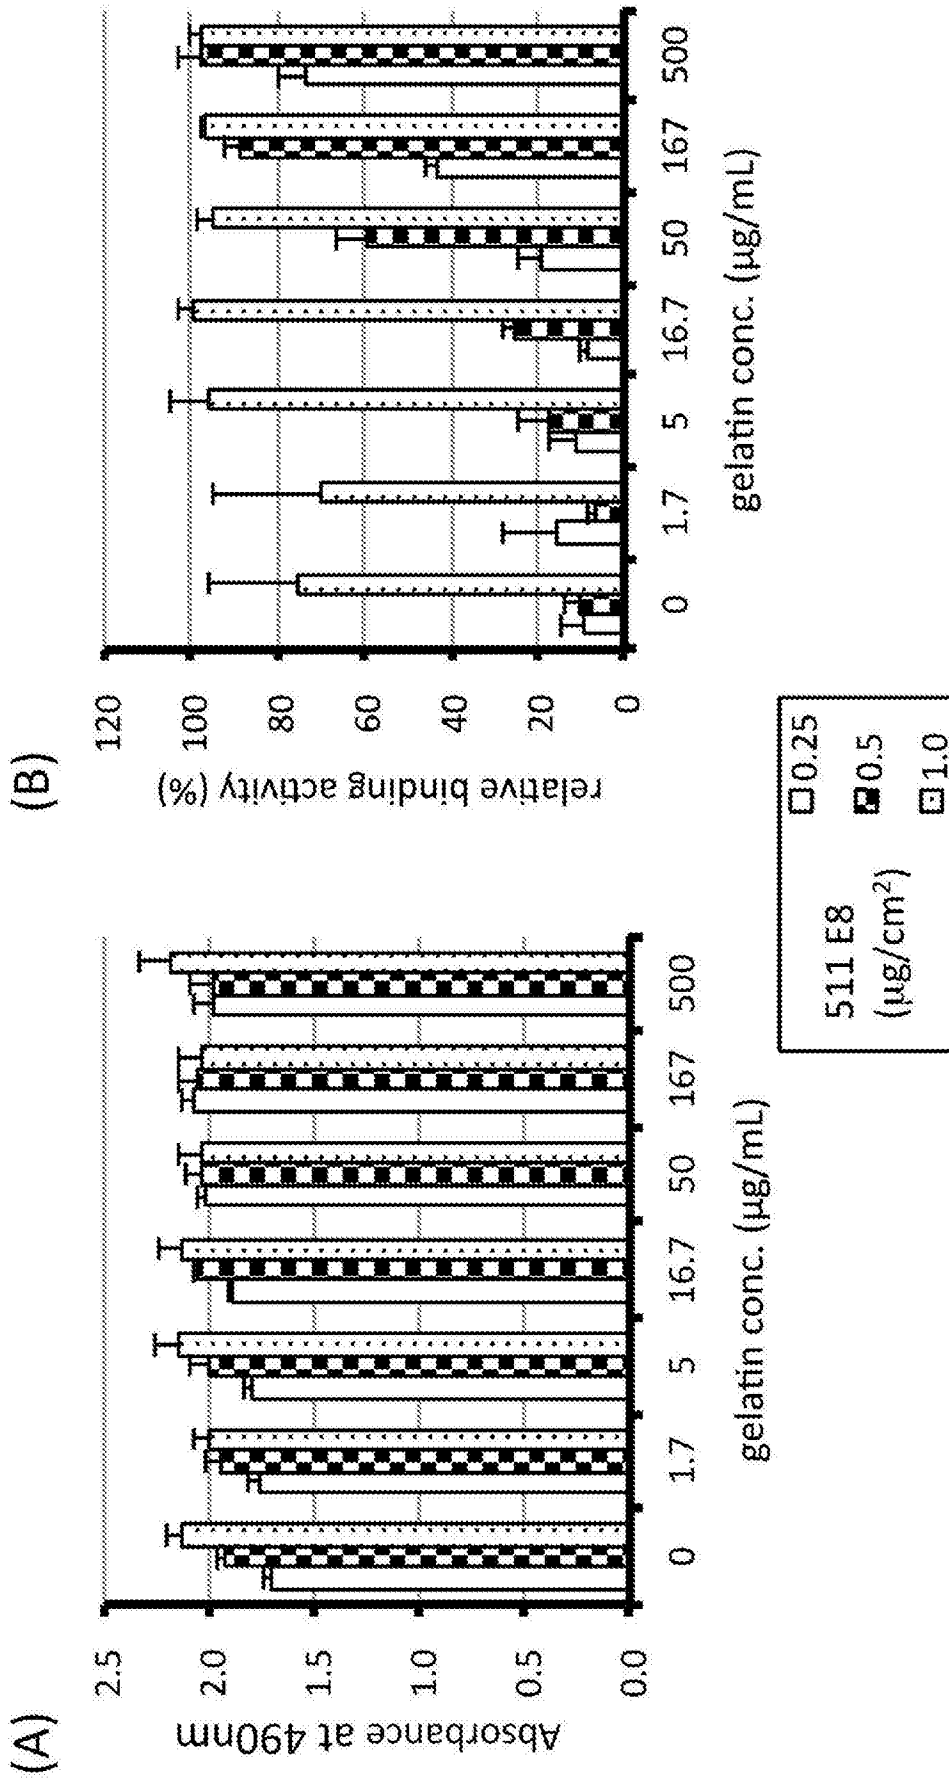 (A)
Absorbance at 490nm
2.5
2.0
1.5
1.0
0.5
0.0
0 1.7 5 16.7 50 167 500
gelatin conc. (μg/mL)
(B)
relative binding activity (%)
120
100
80
60
40
20
0
0 1.7 5 16.7 50 167 500
gelatin conc. (μg/mL)
511 E8
(μg/cm²)
0.25
0.5
1.0